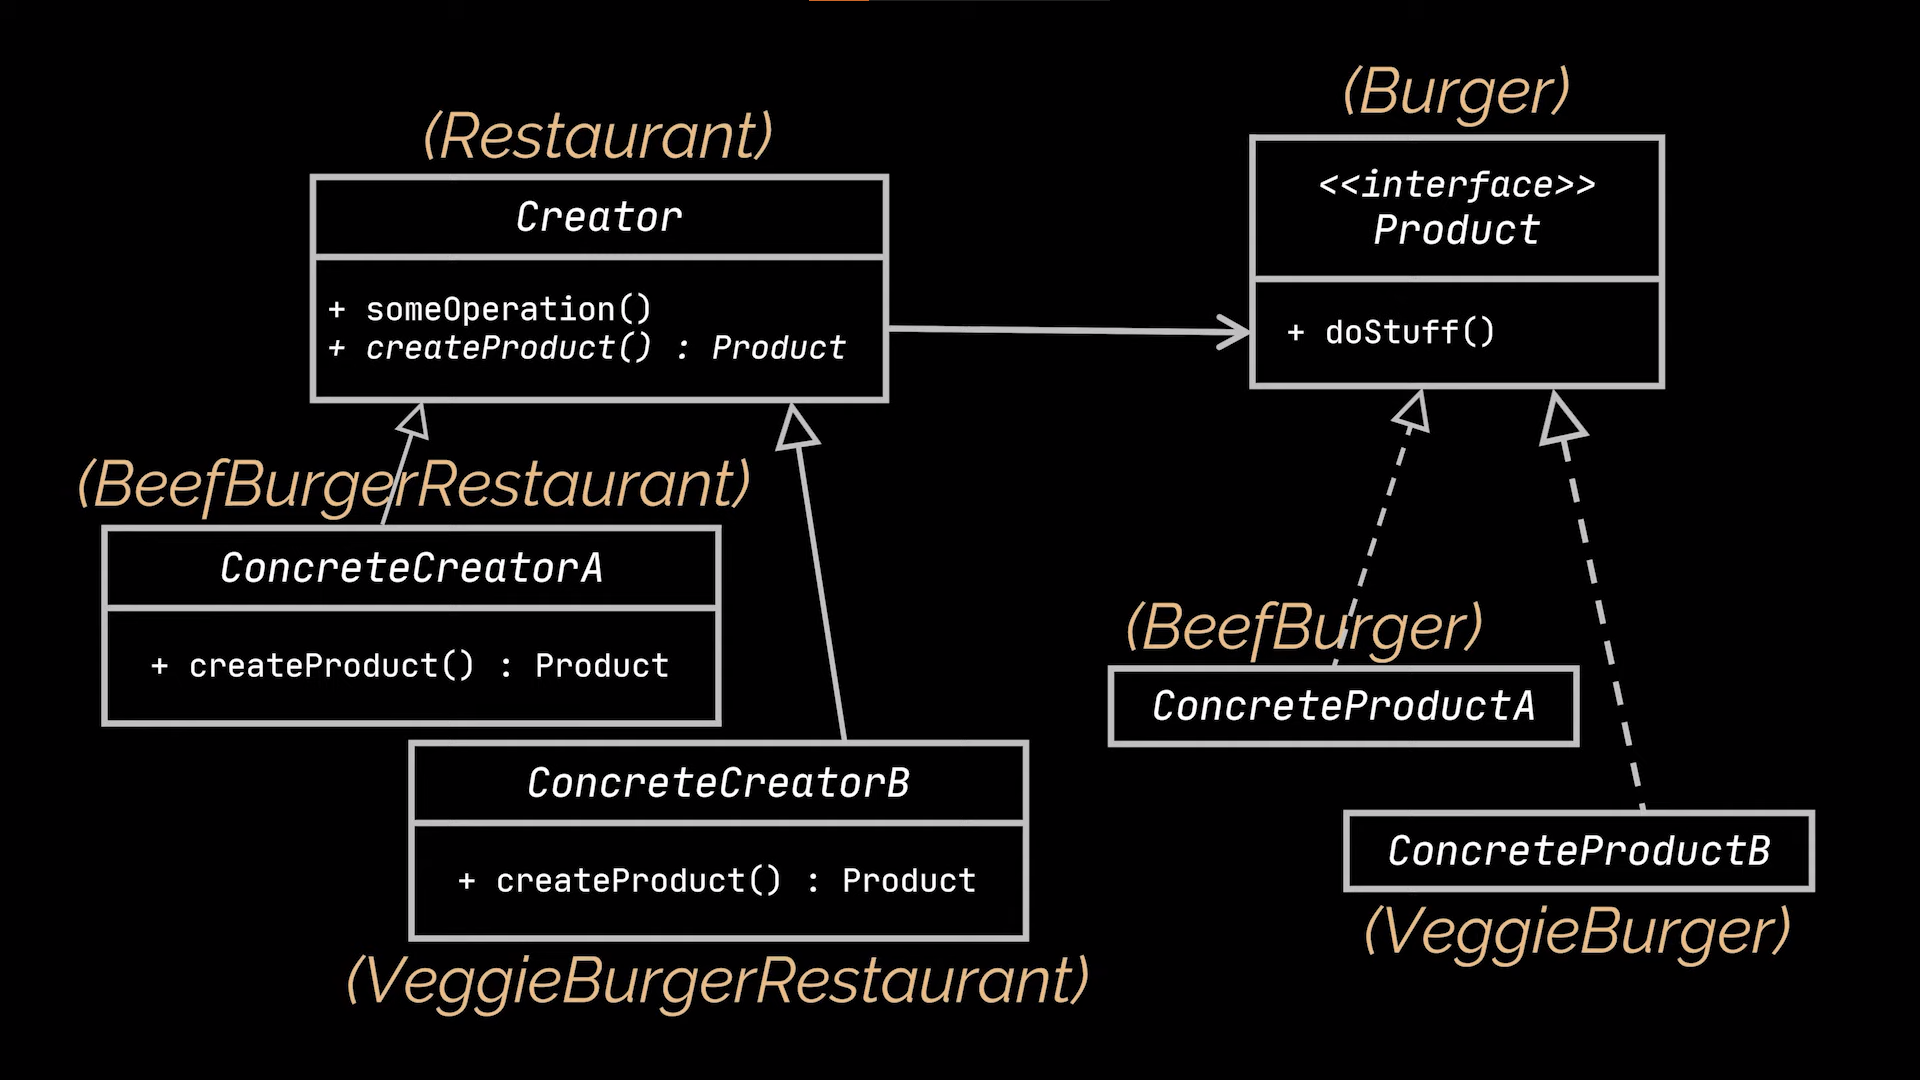 (Restaurant)
Creator
+ someOperation()
+ createProduct() : Product
(Burger)
<<interface>>
Product
+ doStuff()
(BeefBurgerRestaurant)
ConcreteCreatorA
+ createProduct() : Product
ConcreteCreatorB
+ createProduct() : Product
(VeggieBurgerRestaurant)
(BeefBurger)
ConcreteProductA
ConcreteProductB
(VeggieBurger)